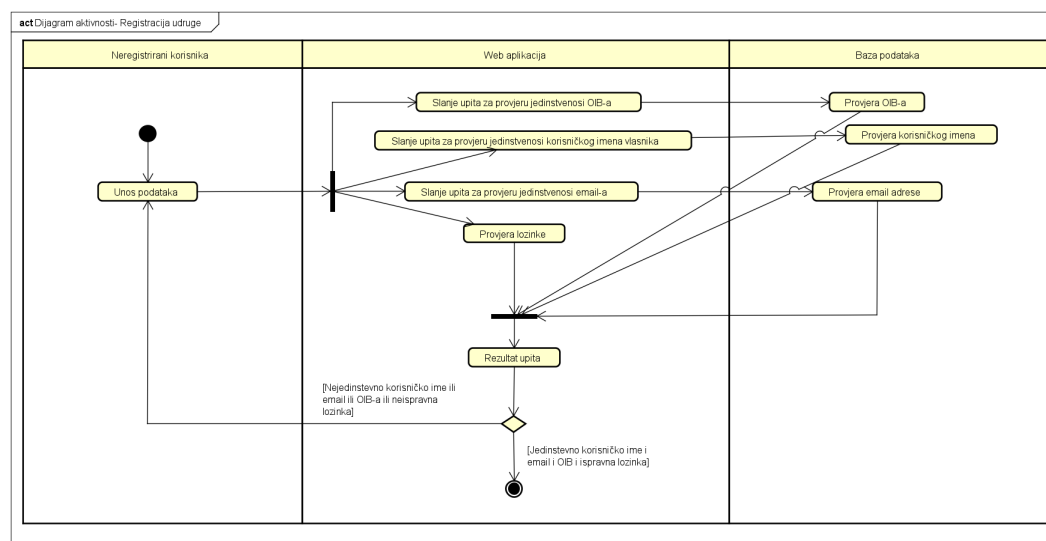 act Dijagram aktivnosti- Registracija udruge
Neregistrirani korisnika
Web aplikacija
Baza podataka
Slanje upita za provjeru jedinstvenosi OIB-a
Provjera OIB-a
Slanje upita za provjeru jedinstvenosi korisničkog imena vlasnika
Provjera korisničkog imena
Unos podataka
Slanje upita za provjeru jedinstvenosi email-a
Provjera email adrese
Provjera lozinke
Rezultat upita
[Nejedinstevno korisničko ime ili
email ili OIB-a ili neispravna
lozinka]
[Jedinstevno korisničko ime i
email i OIB i ispravna lozinka]